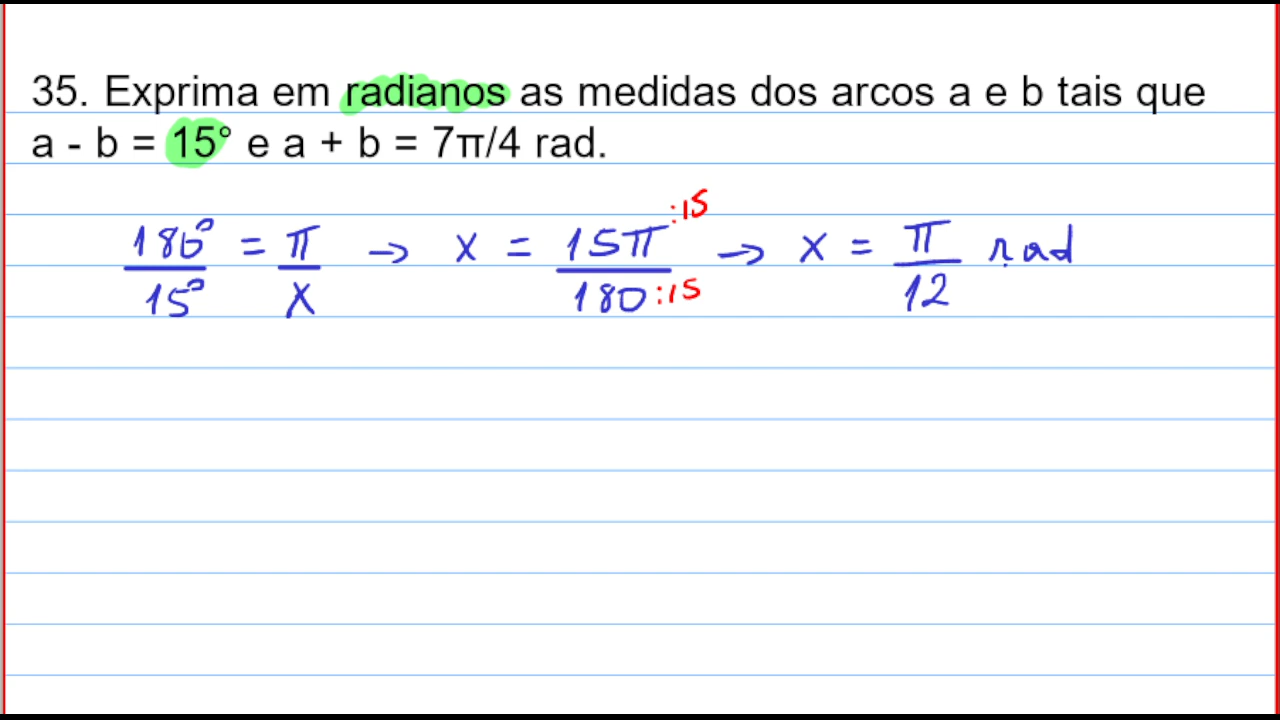 35. Exprima em radianos as medidas dos arcos a e b tais que
a - b = 15° e a + b = 7π/4 rad.
180°/15° = π/x → x = 15π:15/180:15 → x = π/12 rad